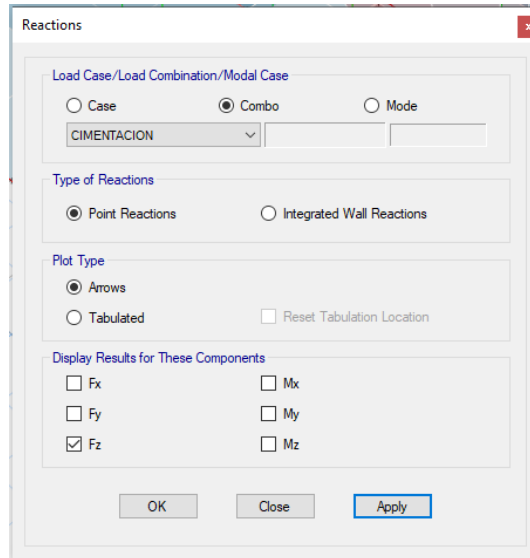 Reactions
x
Load Case/Load Combination/Modal Case
Case Combo Mode
CIMENTACION
Type of Reactions
Point Reactions Integrated Wall Reactions
Plot Type
Arrows
Tabulated Reset Tabulation Location
Display Results for These Components
Fx Mx
Fy My
Fz Mz
OK Close Apply